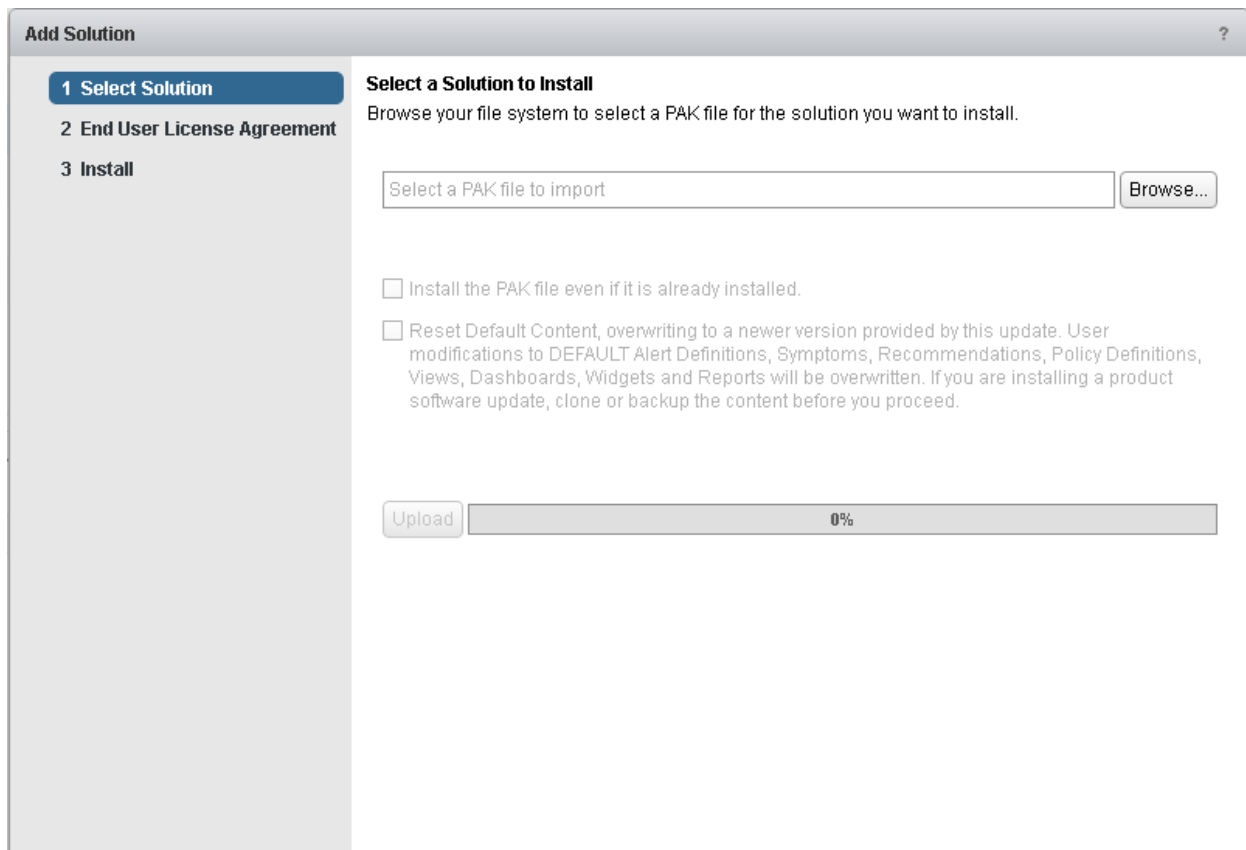 Add Solution
?
1 Select Solution
2 End User License Agreement
3 Install
Select a Solution to Install
Browse your file system to select a PAK file for the solution you want to install.
Select a PAK file to import
Browse...
Install the PAK file even if it is already installed.
Reset Default Content, overwriting to a newer version provided by this update. User
modifications to DEFAULT Alert Definitions, Symptoms, Recommendations, Policy Definitions,
Views, Dashboards, Widgets and Reports will be overwritten. If you are installing a product
software update, clone or backup the content before you proceed.
Upload
0%